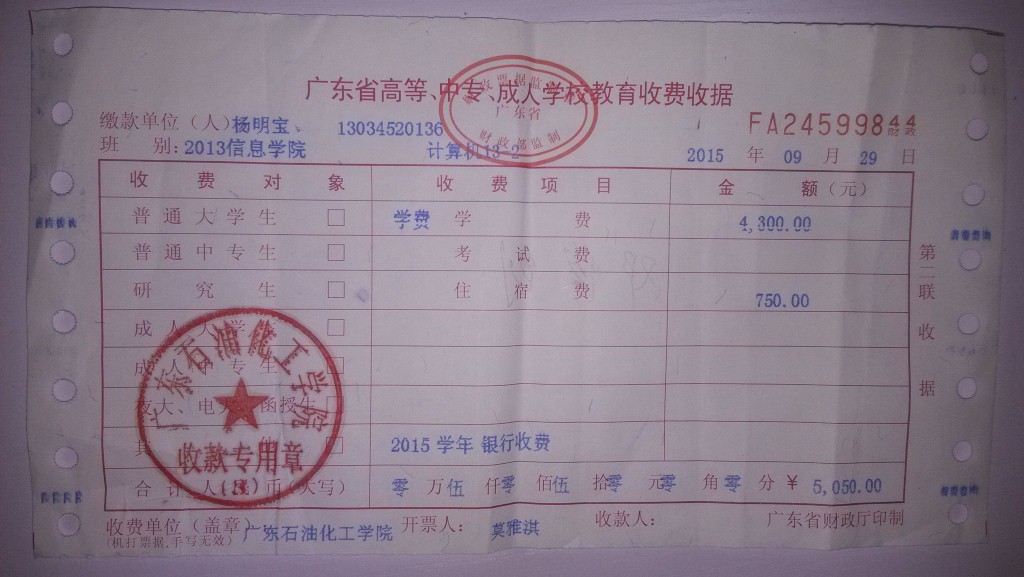 广东省高等、中专、成人学校教育收费收据
广东省
财政部监制
缴款单位（人）杨明宝、 13034520136
FA24599844
财政
班 别：2013信息学院 计算机13-2 2015 年 09 月 29 日
收费对象 收费项目 金额（元）
普通大学生 □ 学费 学费 4,300.00
普通中专生 □ 考试费
研究生 □ 住宿费 750.00
成人大学生 □
成人中专生 □
夜大、电大、函授生 □
其他 □ 2015 学年 银行收费
合计人民币（大写） 零 万 伍 仟 零 佰 伍 拾 零 元 零 角 零 分 ￥ 5,050.00
广东石油化工学院
收款专用章
第二联 收据
收费单位（盖章）广东石油化工学院 开票人： 莫雅淇 收款人： 广东省财政厅印制
（机打票据，手写无效）